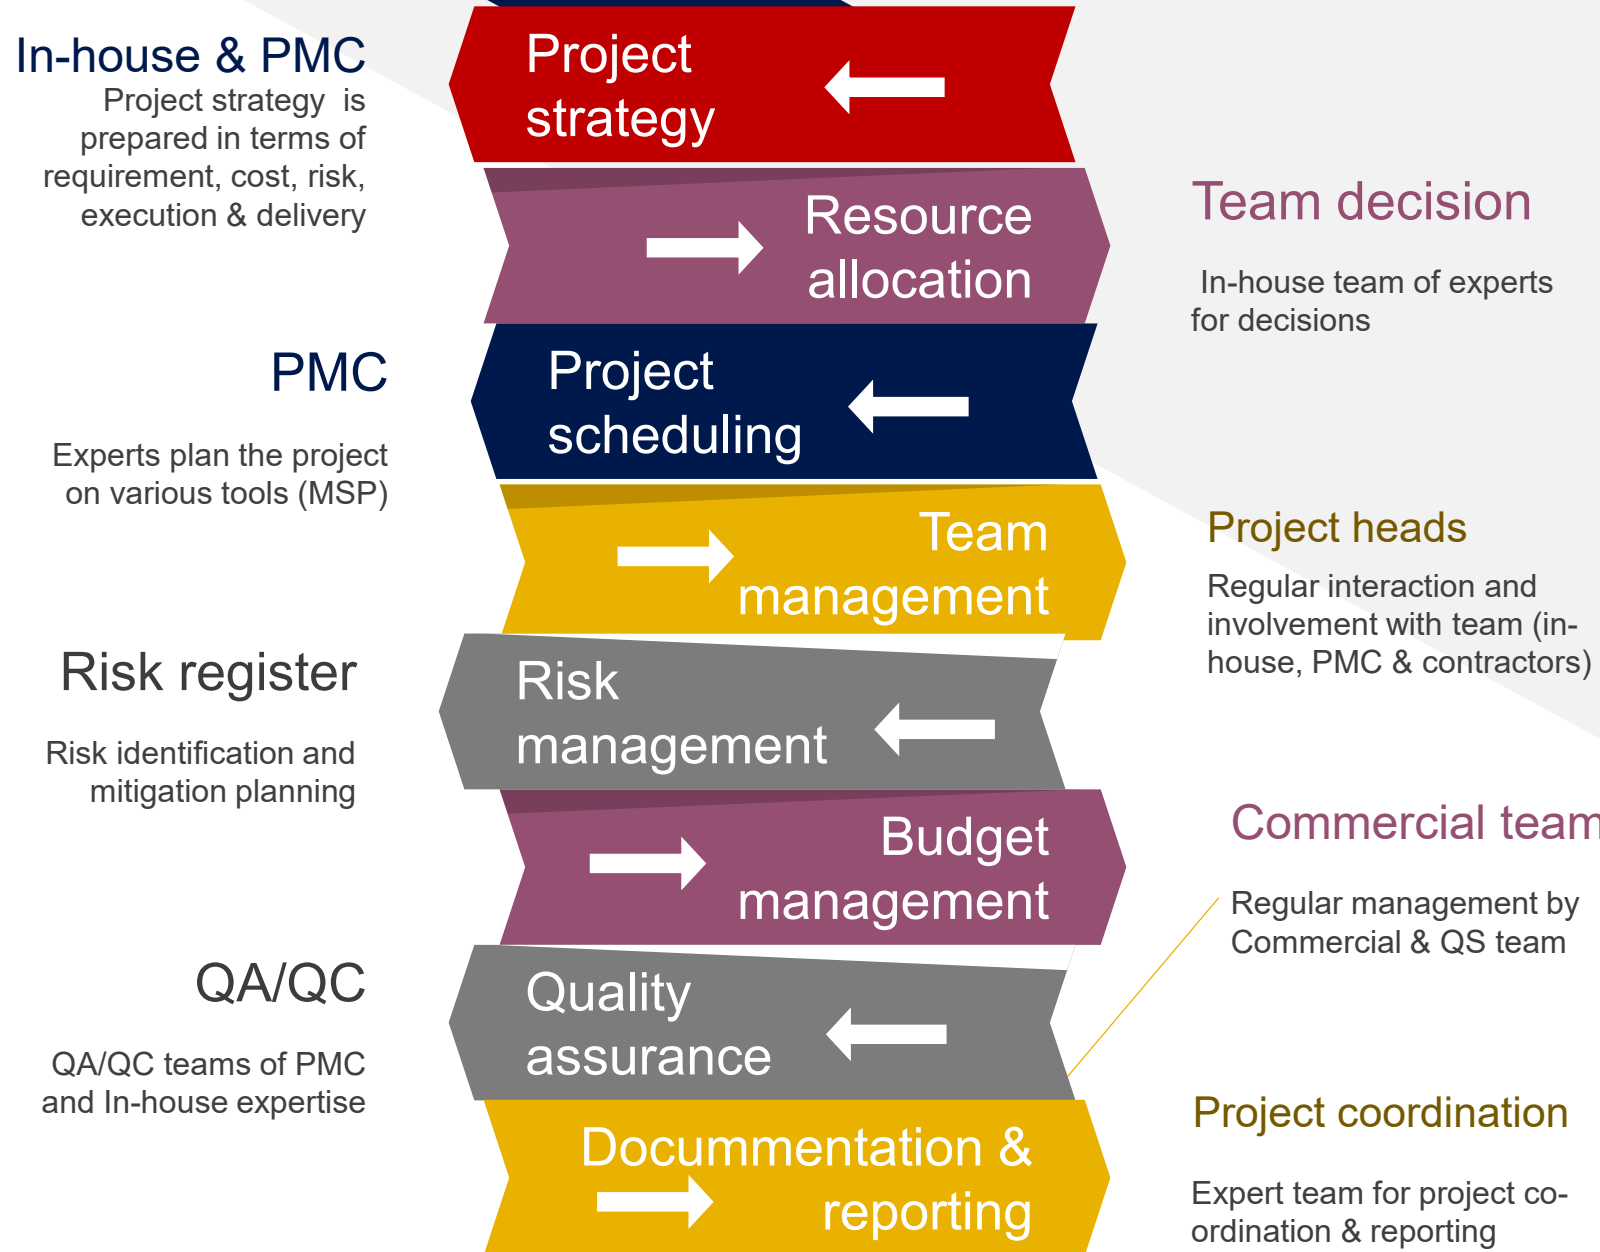 In-house & PMC
Project strategy is
prepared in terms of
requirement, cost, risk,
execution & delivery
Project
strategy
Resource
allocation
Team decision
In-house team of experts
for decisions
PMC
Experts plan the project
on various tools (MSP)
Project
scheduling
Team
management
Project heads
Regular interaction and
involvement with team (in-
house, PMC & contractors)
Risk register
Risk identification and
mitigation planning
Risk
management
Budget
management
Commercial team
Regular management by
Commercial & QS team
QA/QC
QA/QC teams of PMC
and In-house expertise
Quality
assurance
Docummentation &
reporting
Project coordination
Expert team for project co-
ordination & reporting